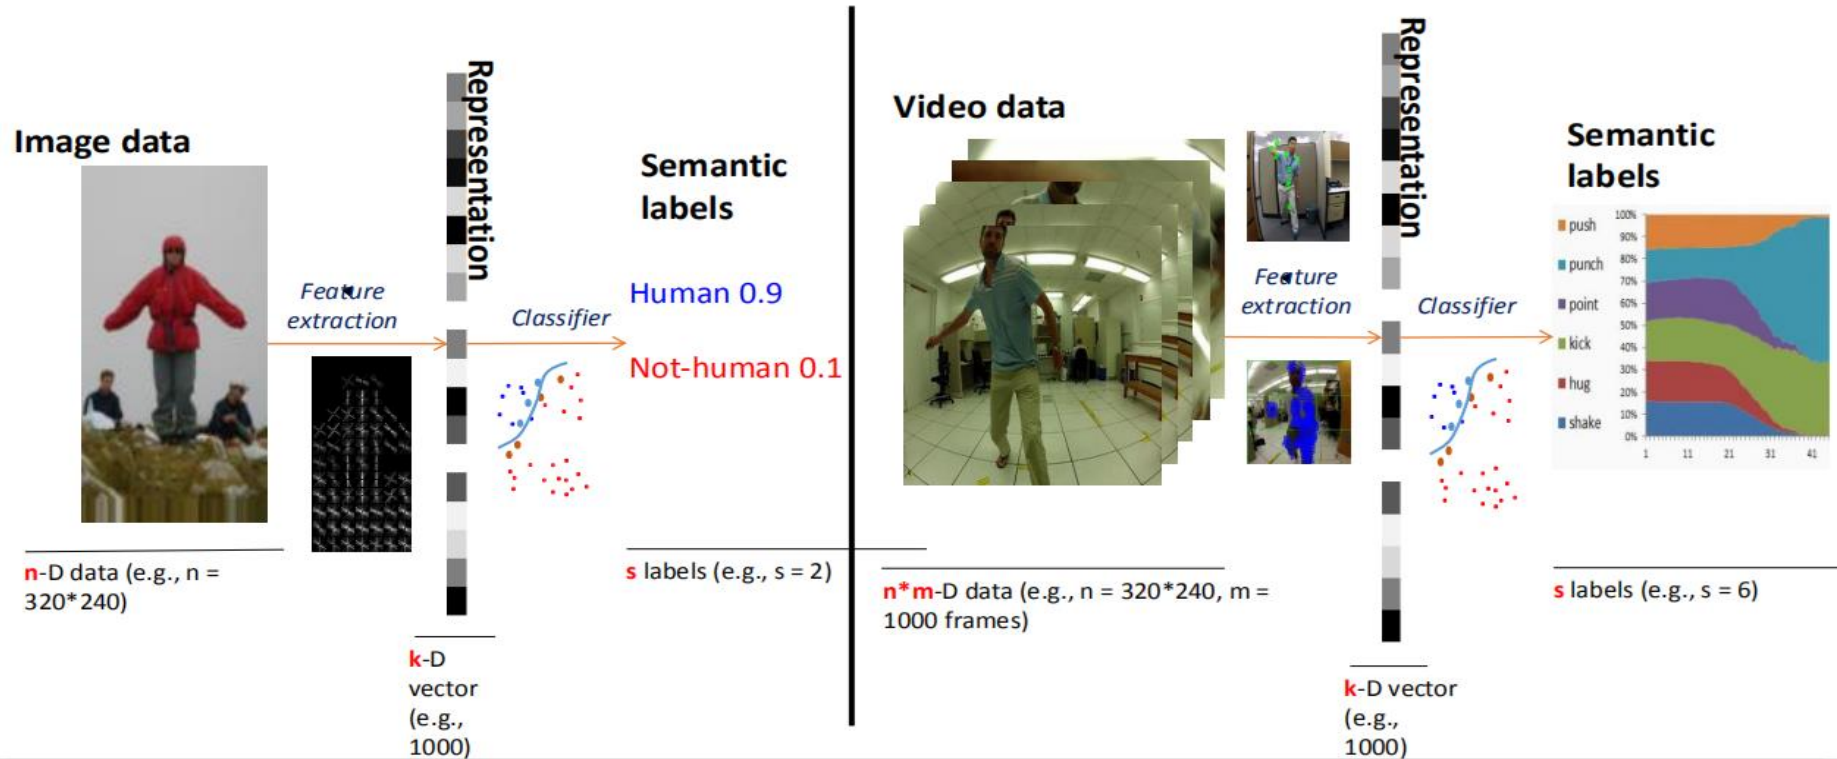 Image data
Representation
Feature
extraction
Classifier
Semantic
labels
Human 0.9
Not-human 0.1
n-D data (e.g., n =
320*240)
k-D
vector
(e.g.,
1000)
s labels (e.g., s = 2)
Video data
Representation
Feature
extraction
Classifier
Semantic
labels
push
punch
point
kick
hug
shake
100%
90%
80%
70%
60%
50%
40%
30%
20%
10%
0%
1 11 21 31 41
n*m-D data (e.g., n = 320*240, m =
1000 frames)
k-D vector
(e.g.,
1000)
s labels (e.g., s = 6)